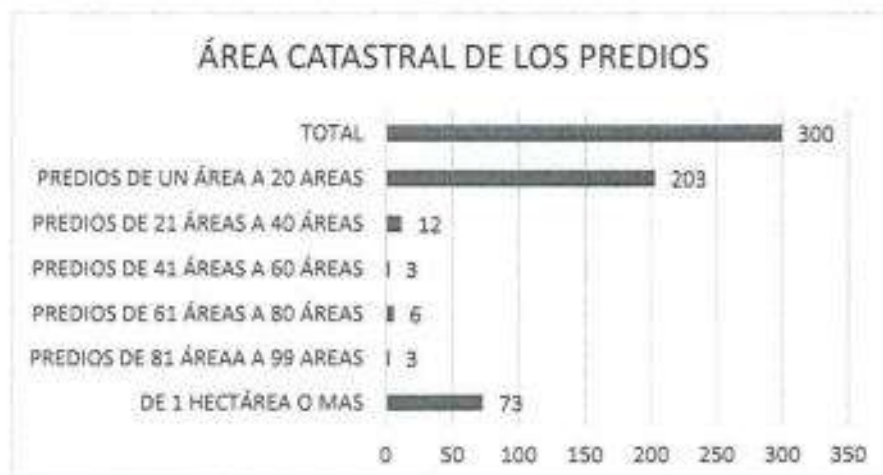 ÁREA CATASTRAL DE LOS PREDIOS
TOTAL 300
PREDIOS DE UN ÁREA A 20 AREAS 203
PREDIOS DE 21 ÁREAS A 40 ÁREAS 12
PREDIOS DE 41 ÁREAS A 60 ÁREAS 3
PREDIOS DE 61 ÁREAS A 80 ÁREAS 6
PREDIOS DE 81 ÁREAA A 99 AREAS 3
DE 1 HECTÁREA O MAS 73
0 50 100 150 200 250 300 350